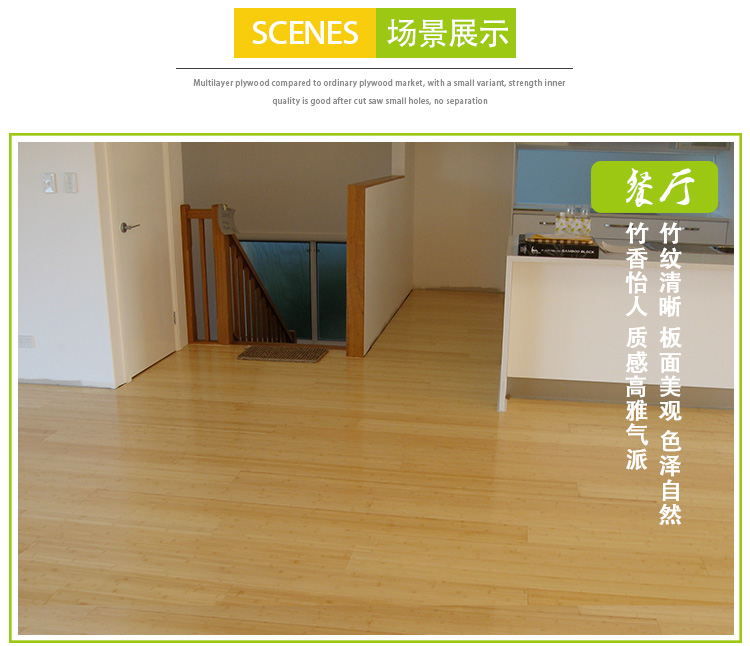 SCENES 场景展示
Multilayer plywood compared to ordinary plywood market, with a small variant, strength inner
quality is good after cut saw small holes, no separation
餐厅
竹纹清晰 板面美观 色泽自然
竹香怡人 质感高雅气派